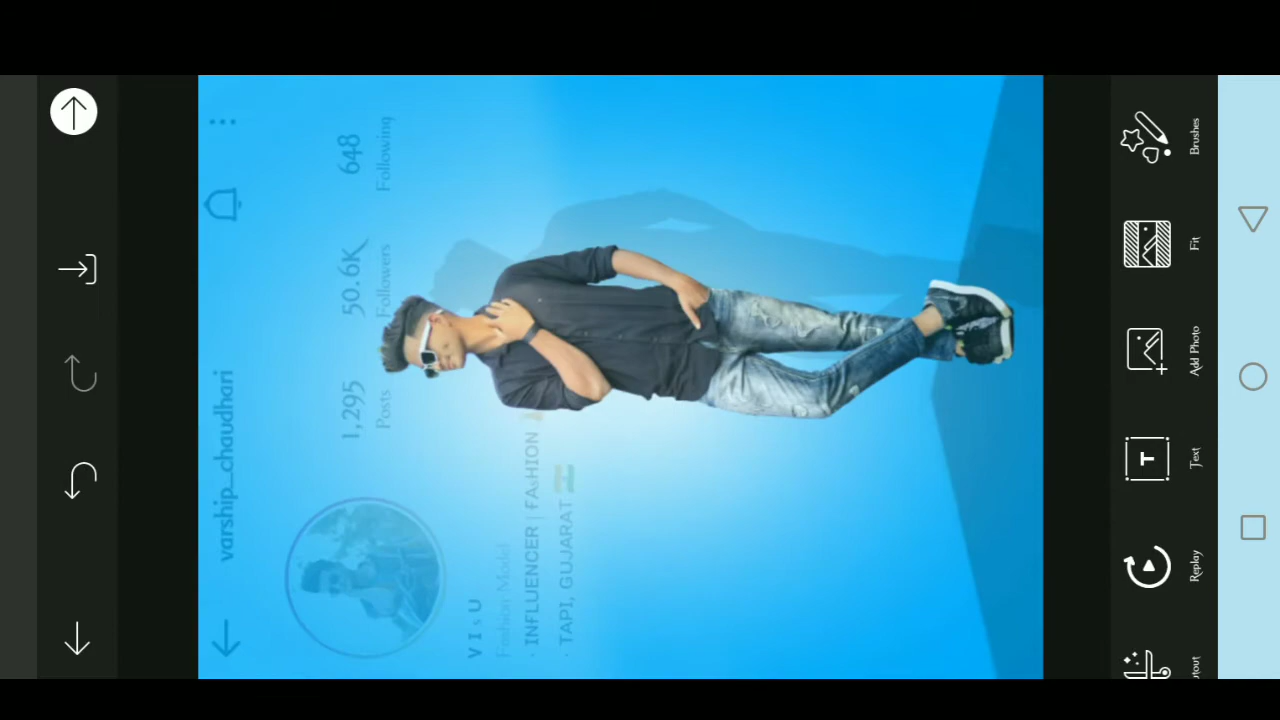 varship_chaudhari
1,295 50.6K 648
Posts Followers Following
V I s U
Fashion Model
· INFLUENCER | FAsHION
· TAPI, GUJARAT
Replay Text Add Photo Fit Brushes